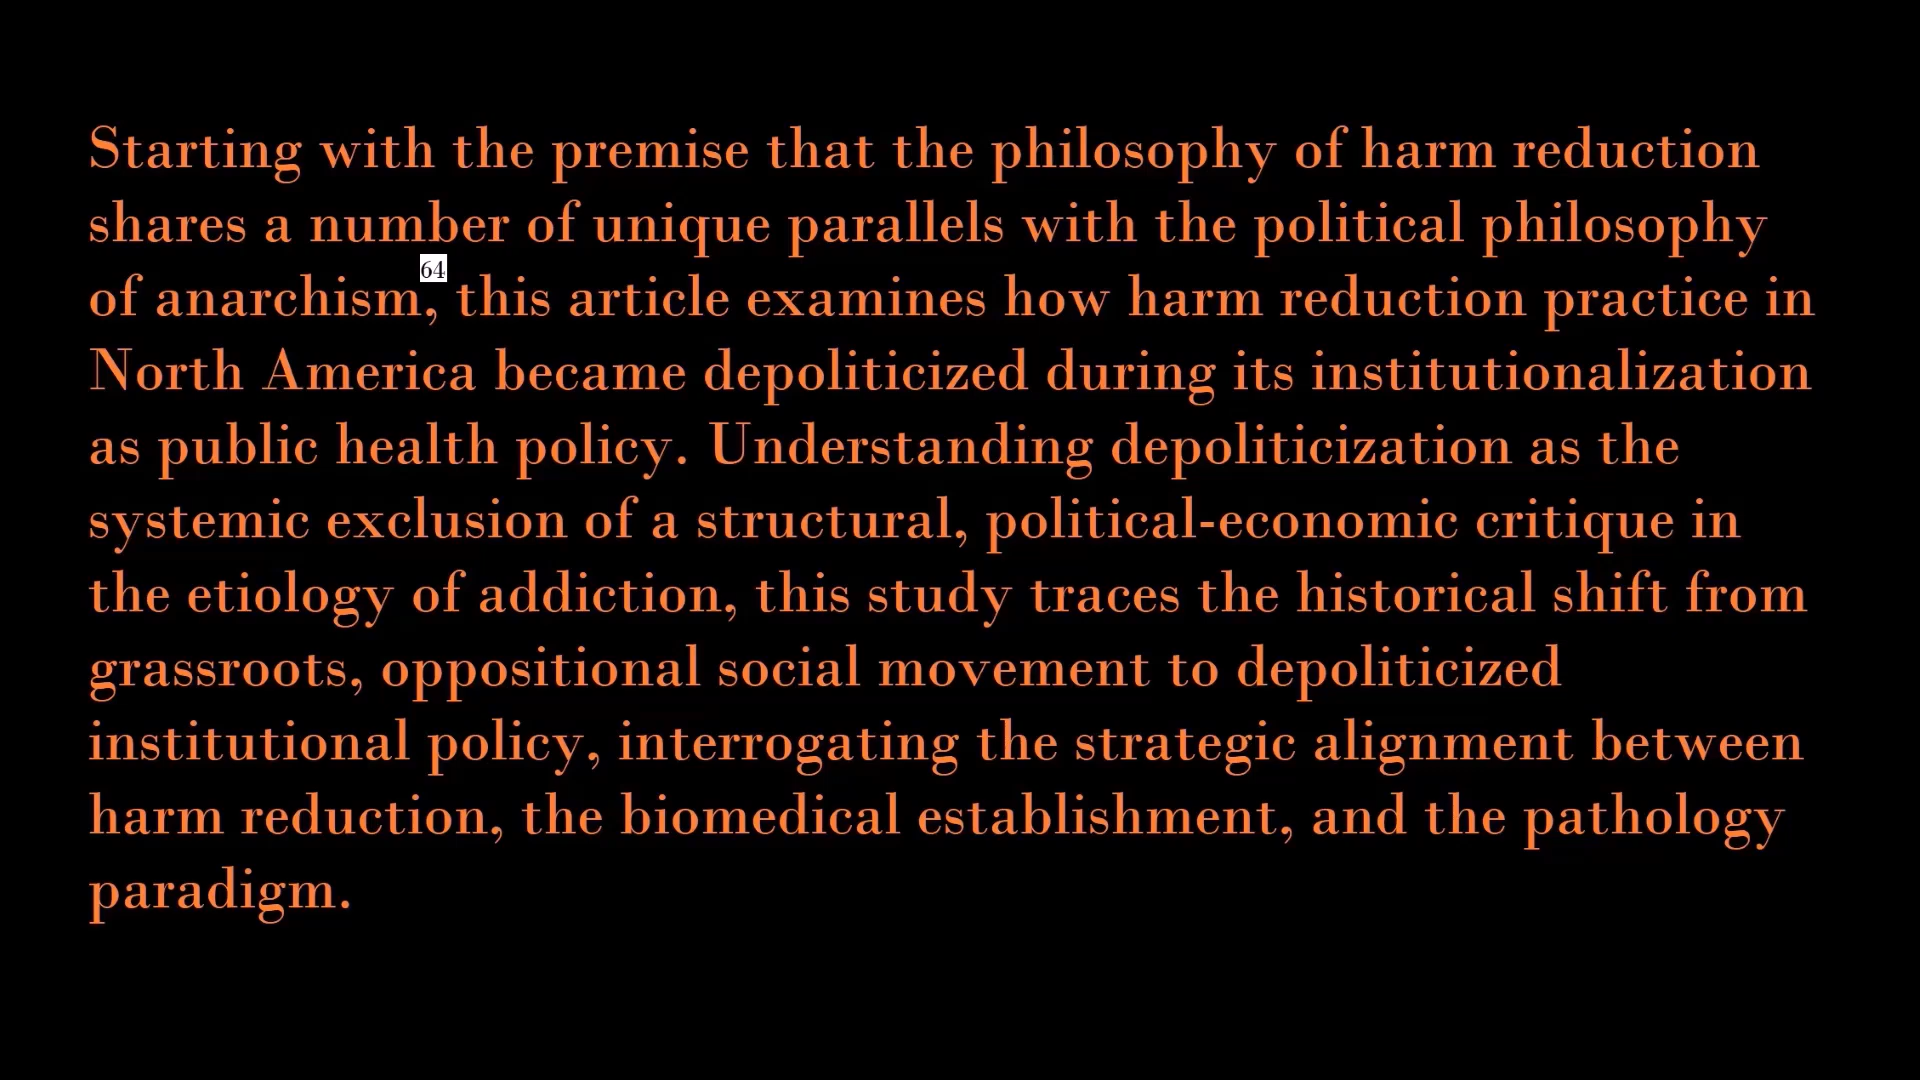 Starting with the premise that the philosophy of harm reduction
shares a number of unique parallels with the political philosophy
of anarchism,64 this article examines how harm reduction practice in
North America became depoliticized during its institutionalization
as public health policy. Understanding depoliticization as the
systemic exclusion of a structural, political-economic critique in
the etiology of addiction, this study traces the historical shift from
grassroots, oppositional social movement to depoliticized
institutional policy, interrogating the strategic alignment between
harm reduction, the biomedical establishment, and the pathology
paradigm.